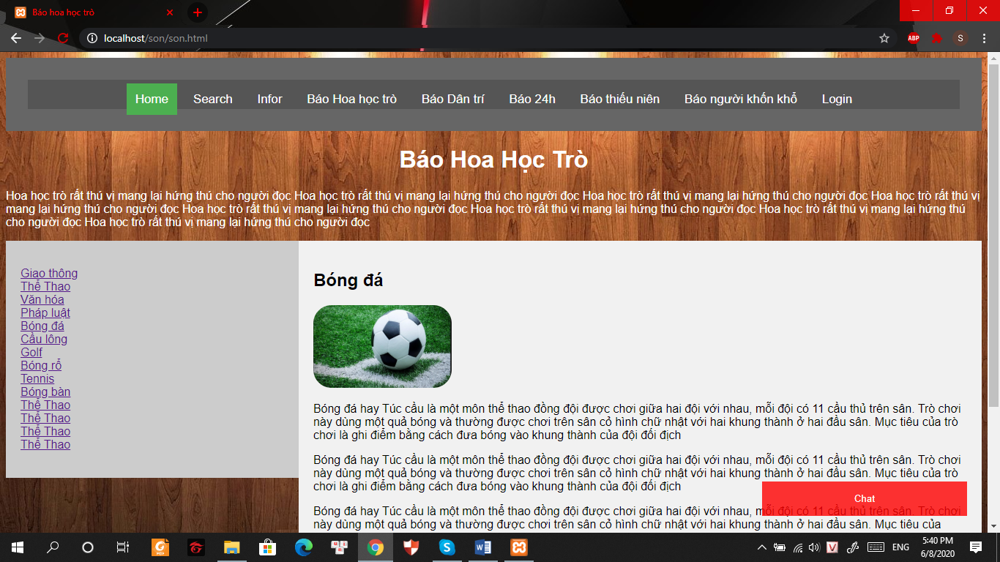 Báo hoa học trò
localhost/son/son.html
ABP
S
Home Search Infor Báo Hoa học trò Báo Dân trí Báo 24h Báo thiếu niên Báo người khốn khổ Login
Báo Hoa Học Trò
Hoa học trò rất thú vị mang lại hứng thú cho người đọc Hoa học trò rất thú vị mang lại hứng thú cho người đọc Hoa học trò rất thú vị mang lại hứng thú cho người đọc Hoa học trò rất thú vị
mang lại hứng thú cho người đọc Hoa học trò rất thú vị mang lại hứng thú cho người đọc Hoa học trò rất thú vị mang lại hứng thú cho người đọc Hoa học trò rất thú vị mang lại hứng thú
cho người đọc Hoa học trò rất thú vị mang lại hứng thú cho người đọc
Giao thông
Thể Thao
Văn hóa
Pháp luật
Bóng đá
Cầu lông
Golf
Bóng rổ
Tennis
Bóng bàn
Thể Thao
Thể Thao
Thể Thao
Thể Thao
Bóng đá
Bóng đá hay Túc cầu là một môn thể thao đồng đội được chơi giữa hai đội với nhau, mỗi đội có 11 cầu thủ trên sân. Trò chơi
này dùng một quả bóng và thường được chơi trên sân cỏ hình chữ nhật với hai khung thành ở hai đầu sân. Mục tiêu của trò
chơi là ghi điểm bằng cách đưa bóng vào khung thành của đội đối địch
Bóng đá hay Túc cầu là một môn thể thao đồng đội được chơi giữa hai đội với nhau, mỗi đội có 11 cầu thủ trên sân. Trò chơi
này dùng một quả bóng và thường được chơi trên sân cỏ hình chữ nhật với hai khung thành ở hai đầu sân. Mục tiêu của trò
chơi là ghi điểm bằng cách đưa bóng vào khung thành của đội đối địch
Bóng đá hay Túc cầu là một môn thể thao đồng đội được chơi giữa hai đội với nhau, mỗi đội có 11 cầu thủ trên sân. Trò chơi
này dùng một quả bóng và thường được chơi trên sân cỏ hình chữ nhật với hai khung thành ở hai đầu sân. Mục tiêu của
Chat
PDF
ENG
5:40 PM
6/8/2020